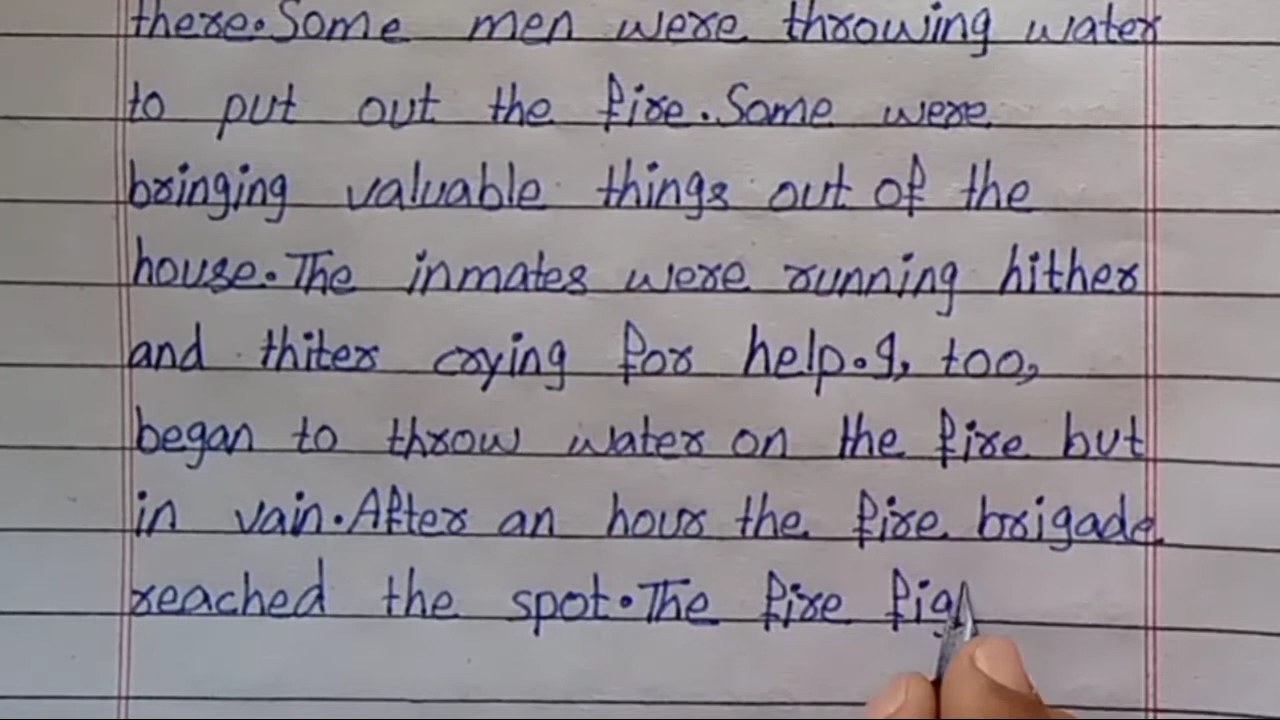 there. Some men were throwing water
to put out the fire. Some were
bringing valuable things out of the
house. The inmates were running hither
and thiter crying for help. I, too,
began to throw water on the fire but
in vain. After an hour the fire brigade
reached the spot. The fire figh